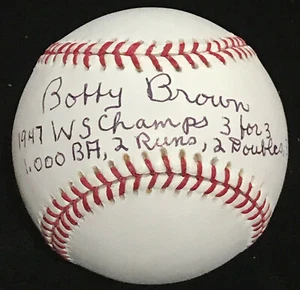 Bobby Brown
1947 WS Champs 3 for 3
1.000 BA, 2 Runs, 2 Doubles,